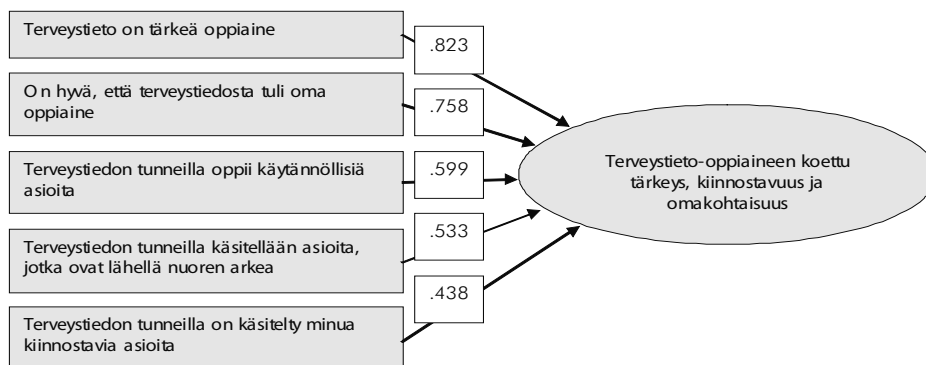 Terveystieto on tärkeä oppiaine
.823
On hyvä, että terveystiedosta tuli oma
oppiaine
.758
Terveystiedon tunneilla oppii käytännöllisiä
asioita
.599
Terveystiedon tunneilla käsitellään asioita,
jotka ovat lähellä nuoren arkea
.533
Terveystiedon tunneilla on käsitelty minua
kiinnostavia asioita
.438
Terveystieto-oppiaineen koettu
tärkeys, kiinnostavuus ja
omakohtaisuus